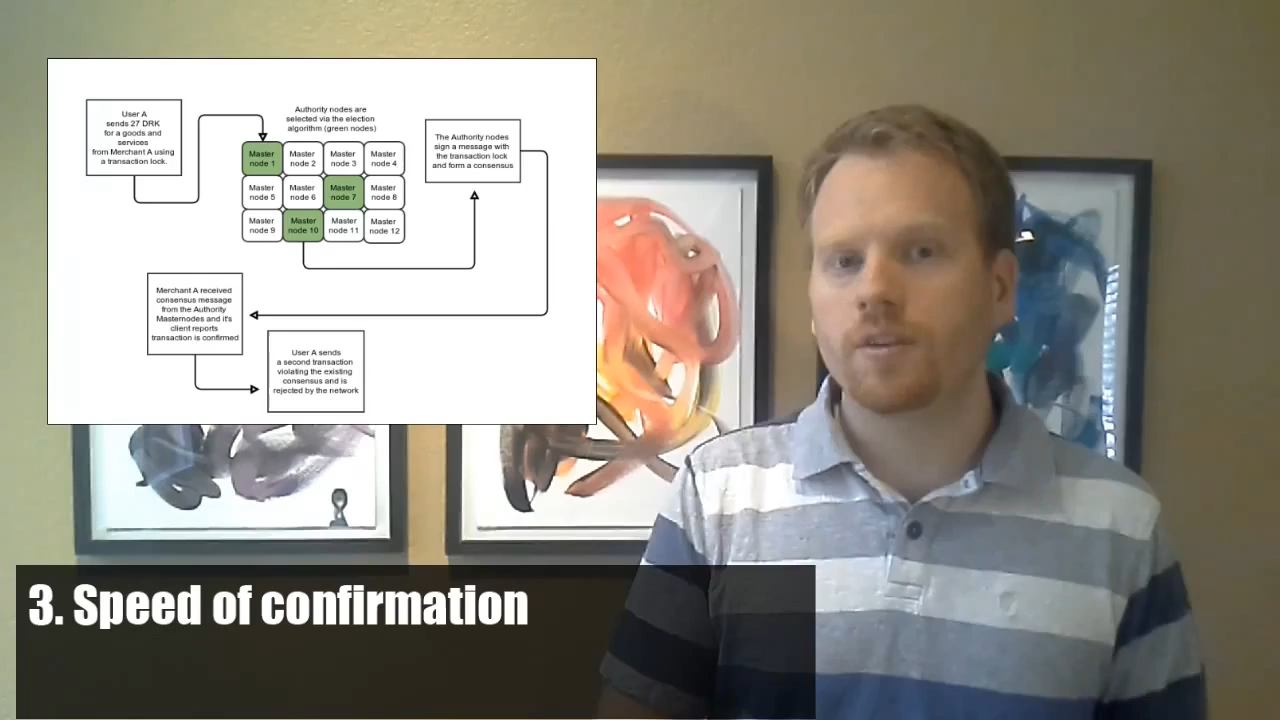 User A
sends 27 DRK
for a goods and
services
from Merchant A using
a transaction lock.
Authority nodes are
selected via the election
algorithm (green nodes)
Master
node 1
Master
node 2
Master
node 3
Master
node 4
Master
node 5
Master
node 6
Master
node 7
Master
node 8
Master
node 9
Master
node 10
Master
node 11
Master
node 12
The Authority nodes
sign a message with
the transaction lock
and form a consensus
Merchant A received
consensus message
from the Authority
Masternodes and it's
client reports
transaction is confirmed
User A sends
a second transaction
violating the existing
consensus and is
rejected by the network
3. Speed of confirmation